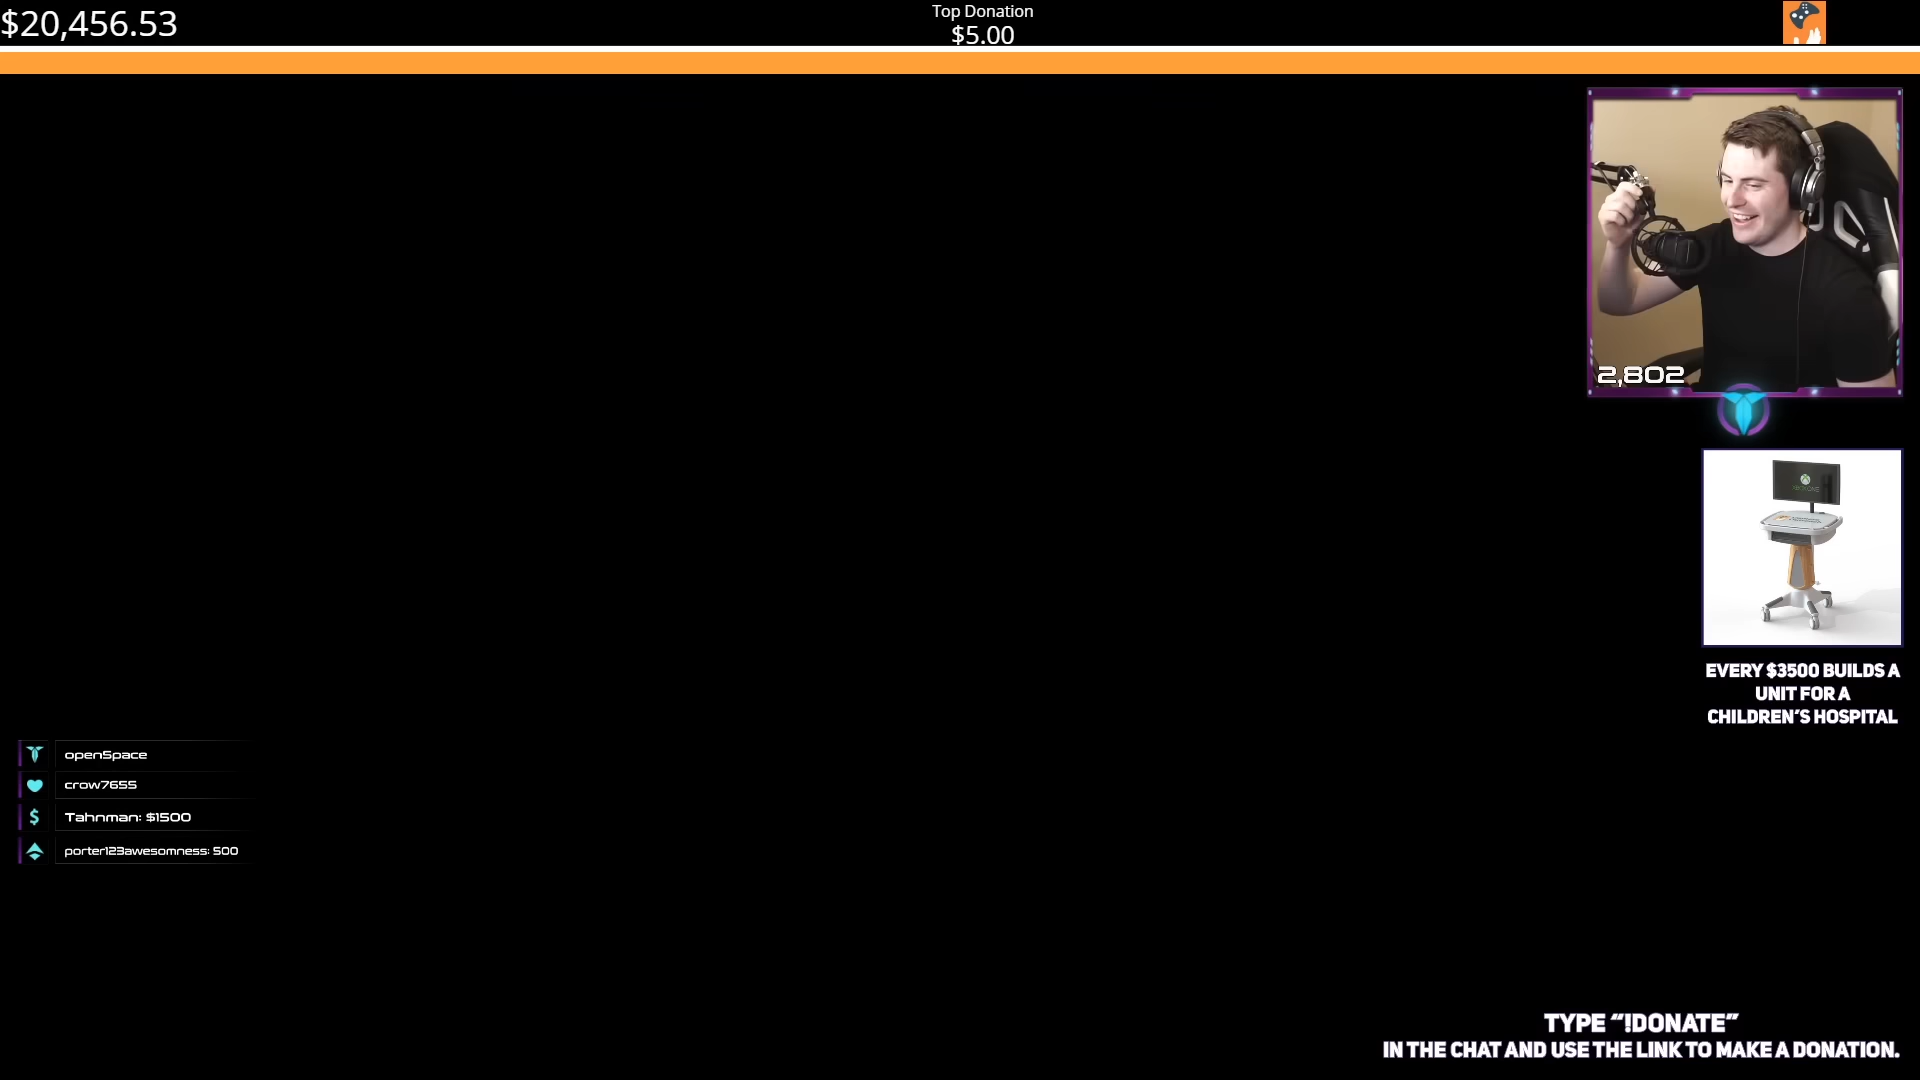 $20,456.53
Top Donation
$5.00
2,802
EVERY $3500 BUILDS A
UNIT FOR A
CHILDREN'S HOSPITAL
open5pace
crow7655
Tahnman: $1500
porter123awesomness: 500
TYPE "!DONATE"
IN THE CHAT AND USE THE LINK TO MAKE A DONATION.